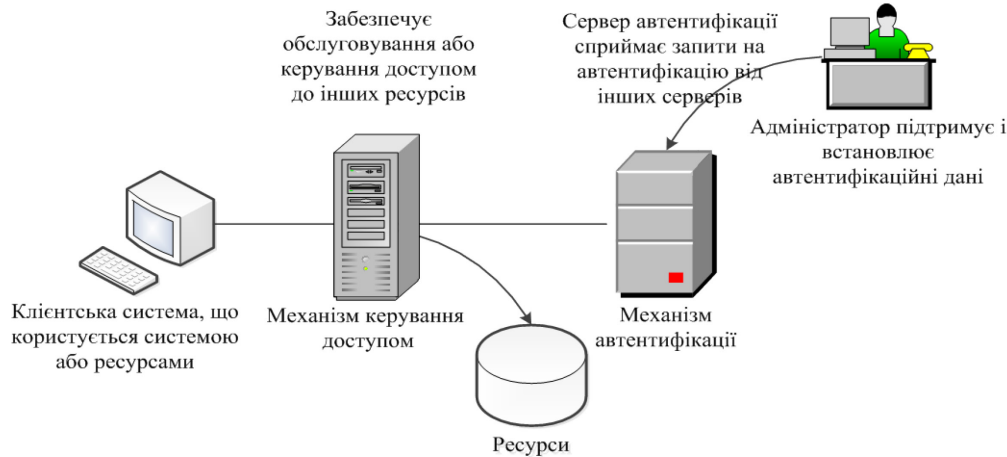 Забезпечує
обслуговування або
керування доступом
до інших ресурсів
Сервер автентифікації
сприймає запити на
автентифікацію від
інших серверів
Адміністратор підтримує і
встановлює
автентифікаційні дані
Клієнтська система, що
користується системою
або ресурсами
Механізм керування
доступом
Механізм
автентифікації
Ресурси